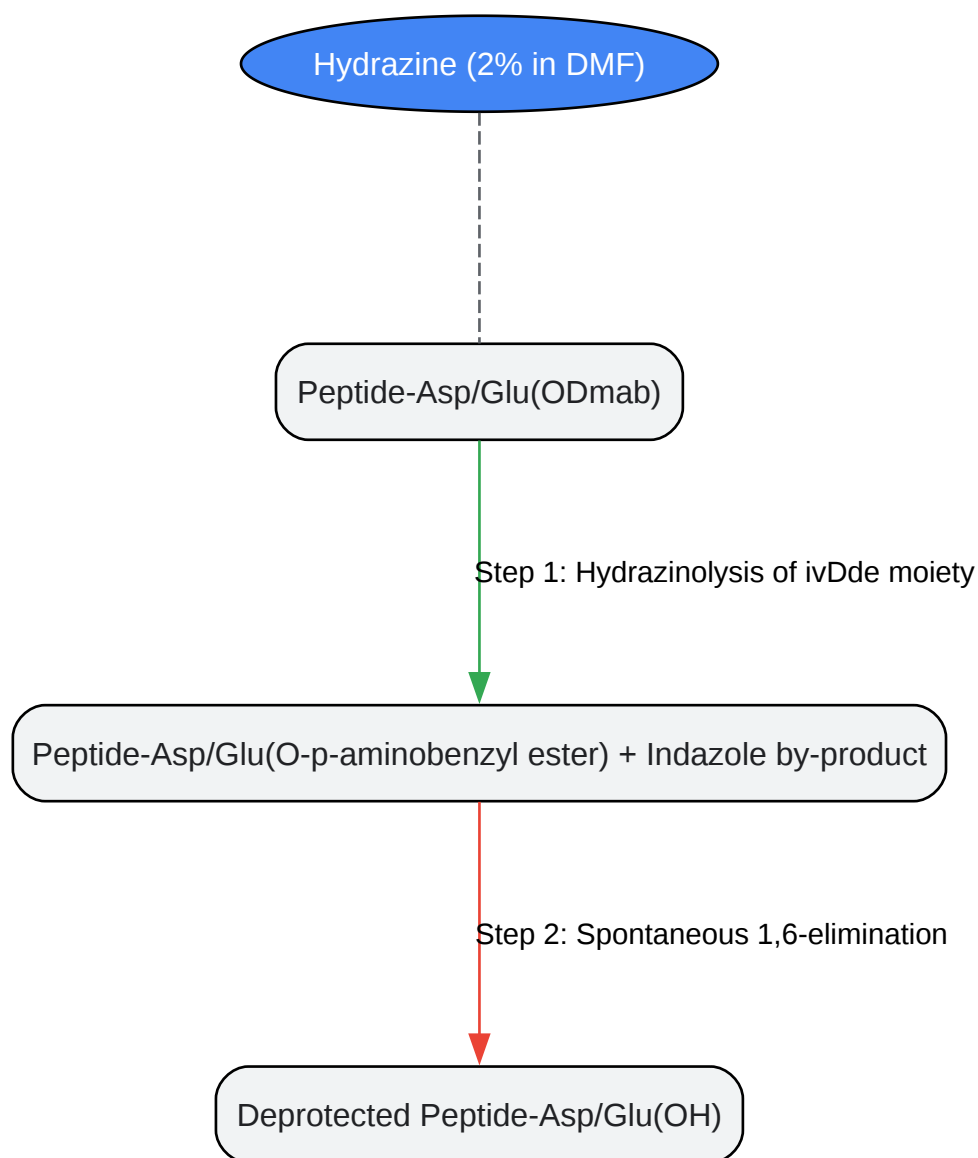 Hydrazine (2% in DMF)
Peptide-Asp/Glu(ODmab)
Step 1: Hydrazinolysis of ivDde moiety
Peptide-Asp/Glu(O-p-aminobenzyl ester) + Indazole by-product
Step 2: Spontaneous 1,6-elimination
Deprotected Peptide-Asp/Glu(OH)